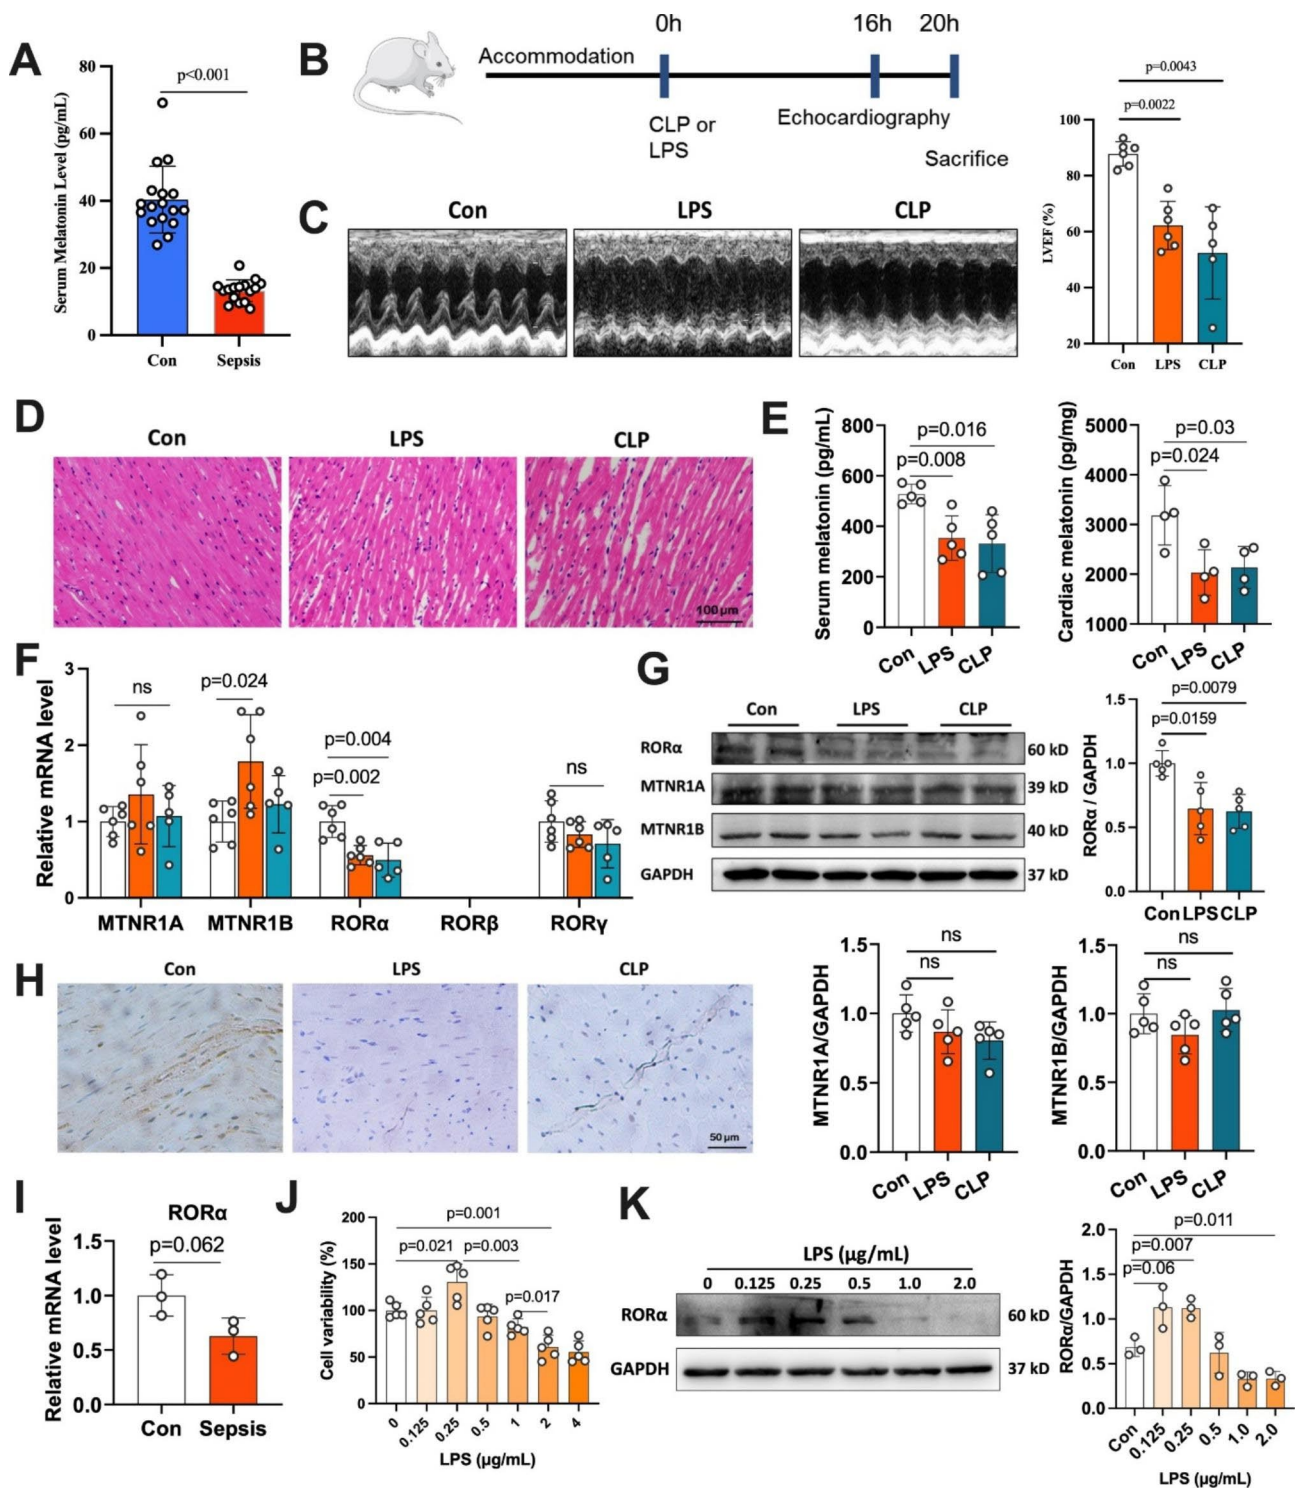 A
Serum Melatonin Level (pg/mL)
80
60
40
20
0
p<0.001
Con
Sepsis
B
Accommodation
0h
16h
20h
CLP or
LPS
Echocardiography
Sacrifice
C
Con
LPS
CLP
LVEF (%)
100
80
60
40
20
p=0.0043
p=0.0022
Con
LPS
CLP
D
Con
LPS
CLP
100 μm
E
Serum melatonin (pg/mL)
800
600
400
200
0
p=0.016
p=0.008
Con
LPS
CLP
Cardiac melatonin (pg/mg)
5000
4000
3000
2000
1000
p=0.03
p=0.024
Con
LPS
CLP
F
Relative mRNA level
3
2
1
0
ns
p=0.024
p=0.004
p=0.002
ns
MTNR1A
MTNR1B
RORα
RORβ
RORγ
G
Con
LPS
CLP
RORα
60 kD
MTNR1A
39 kD
MTNR1B
40 kD
GAPDH
37 kD
RORα / GAPDH
1.5
1.0
0.5
0.0
p=0.0079
p=0.0159
Con
LPS
CLP
MTNR1A/GAPDH
1.5
1.0
0.5
0.0
ns
ns
Con
LPS
CLP
MTNR1B/GAPDH
1.5
1.0
0.5
0.0
ns
ns
Con
LPS
CLP
H
Con
LPS
CLP
50 μm
I
RORα
Relative mRNA level
1.5
1.0
0.5
0.0
p=0.062
Con
Sepsis
J
Cell variability (%)
200
150
100
50
0
p=0.001
p=0.021
p=0.003
p=0.017
0
0.125
0.25
0.5
1
2
4
LPS (μg/mL)
K
LPS (μg/mL)
0
0.125
0.25
0.5
1.0
2.0
RORα
60 kD
GAPDH
37 kD
RORα/GAPDH
2.0
1.5
1.0
0.5
0.0
p=0.011
p=0.007
p=0.06
Con
0.125
0.25
0.5
1.0
2.0
LPS (μg/mL)